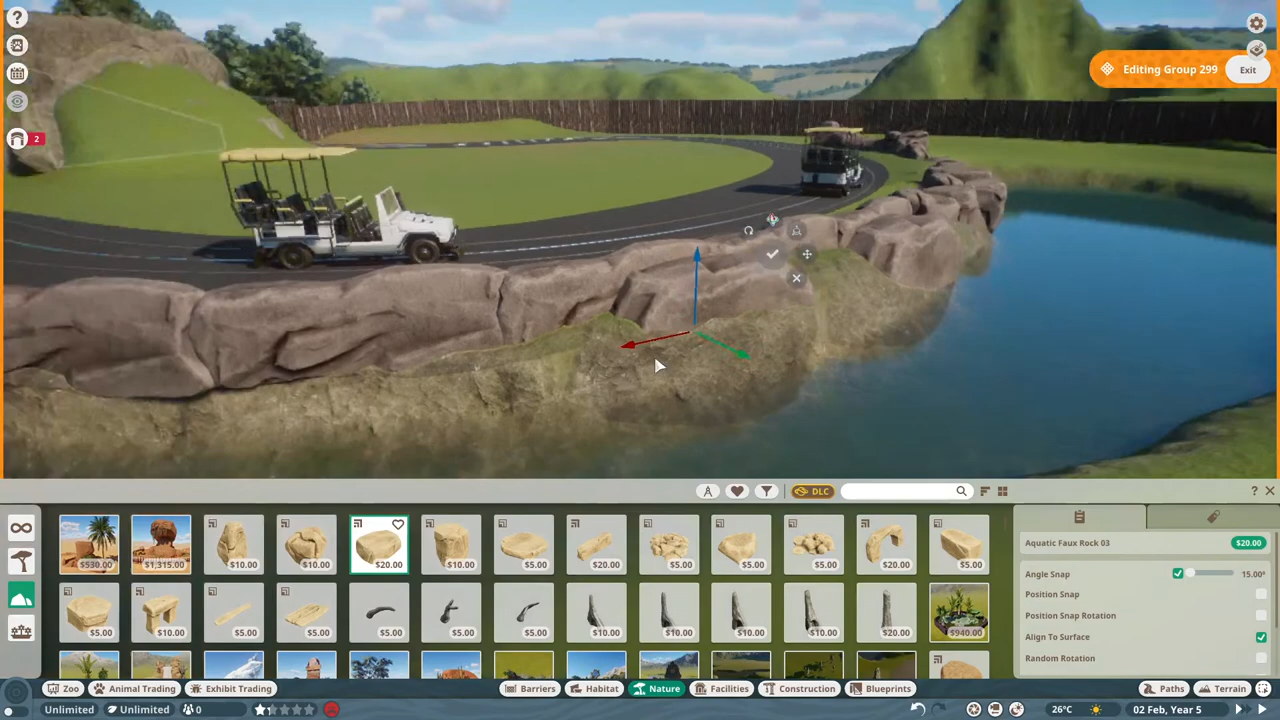 ?
Editing Group 299
Exit
2
DLC
? ×
$530.00
$1,315.00
$10.00
$10.00
$20.00
$10.00
$5.00
$20.00
$5.00
$5.00
$5.00
$20.00
$5.00
$5.00
$10.00
$5.00
$5.00
$5.00
$5.00
$5.00
$10.00
$10.00
$10.00
$10.00
$20.00
$940.00
Aquatic Faux Rock 03
$20.00
Angle Snap
15.00°
Position Snap
Position Snap Rotation
Align To Surface
Random Rotation
Zoo
Animal Trading
Exhibit Trading
Barriers
Habitat
Nature
Facilities
Construction
Blueprints
Paths
Terrain
Unlimited
Unlimited
0
26°C
02 Feb, Year 5